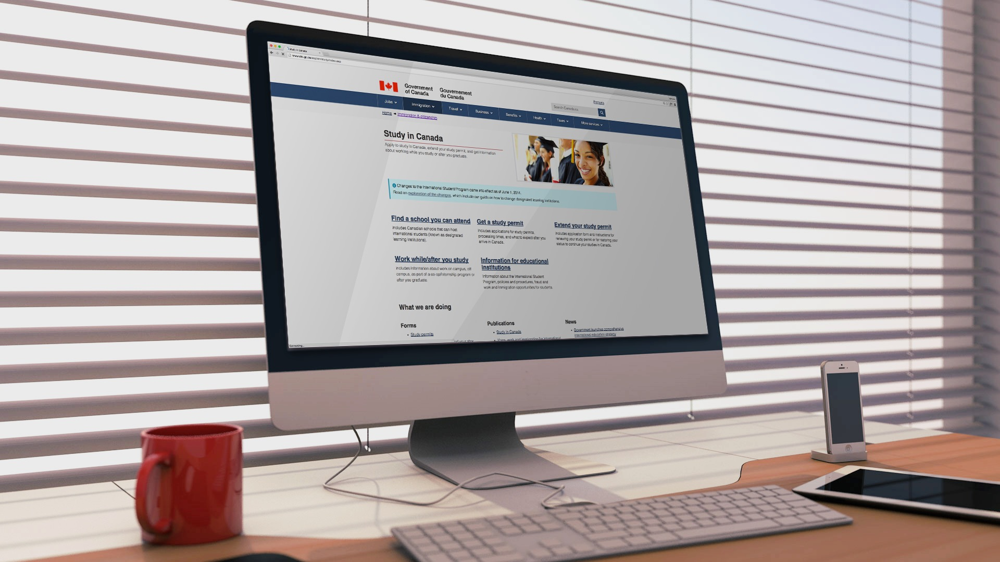 Study in Canada
Government of Canada
Gouvernement du Canada
Français
Search Canada.ca
Jobs
Immigration
Travel
Business
Benefits
Health
Taxes
More services
Home
Immigration & citizenship
Study in Canada
Apply to study in Canada, extend your study permit, and get information
about working while you study or after you graduate.
Changes to the International Student Program came into effect as of June 1, 2014.
Read an explanation of the changes, which include our guide on how to change designated learning institutions.
Find a school you can attend
Includes Canadian schools that can host
international students (known as designated
learning institutions).
Get a study permit
Includes applications for study permits,
processing times, and what to expect after you
arrive in Canada.
Extend your study permit
Includes application form and instructions for
renewing your study permit or for restoring your
status to continue your studies in Canada.
Work while/after you study
Includes information about work on campus, off
campus, as part of a co-op/internship program or
after you graduate.
Information for educational
institutions
Information about the International Student
Program, policies and procedures, fraud and
work and immigration opportunities for students.
What we are doing
Forms
• Study permits
Publications
• Study in Canada
• Visas, work and immigration for international
News
• Government launches comprehensive
international education strategy
Connecting...